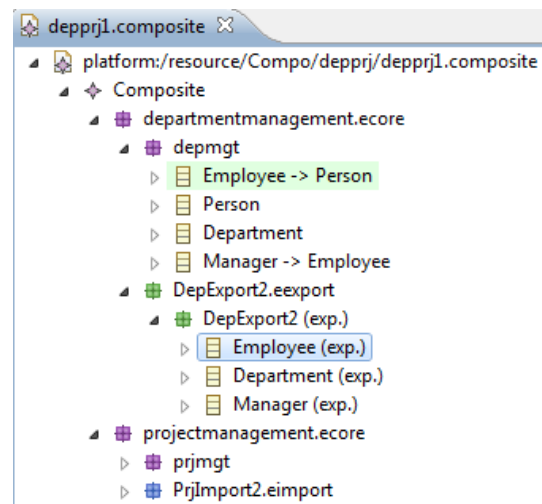 depprj1.composite
platform:/resource/Compo/depprj/depprj1.composite
Composite
departmentmanagement.ecore
depmgt
Employee -> Person
Person
Department
Manager -> Employee
DepExport2.eexport
DepExport2 (exp.)
Employee (exp.)
Department (exp.)
Manager (exp.)
projectmanagement.ecore
prjmgt
PrjImport2.eimport